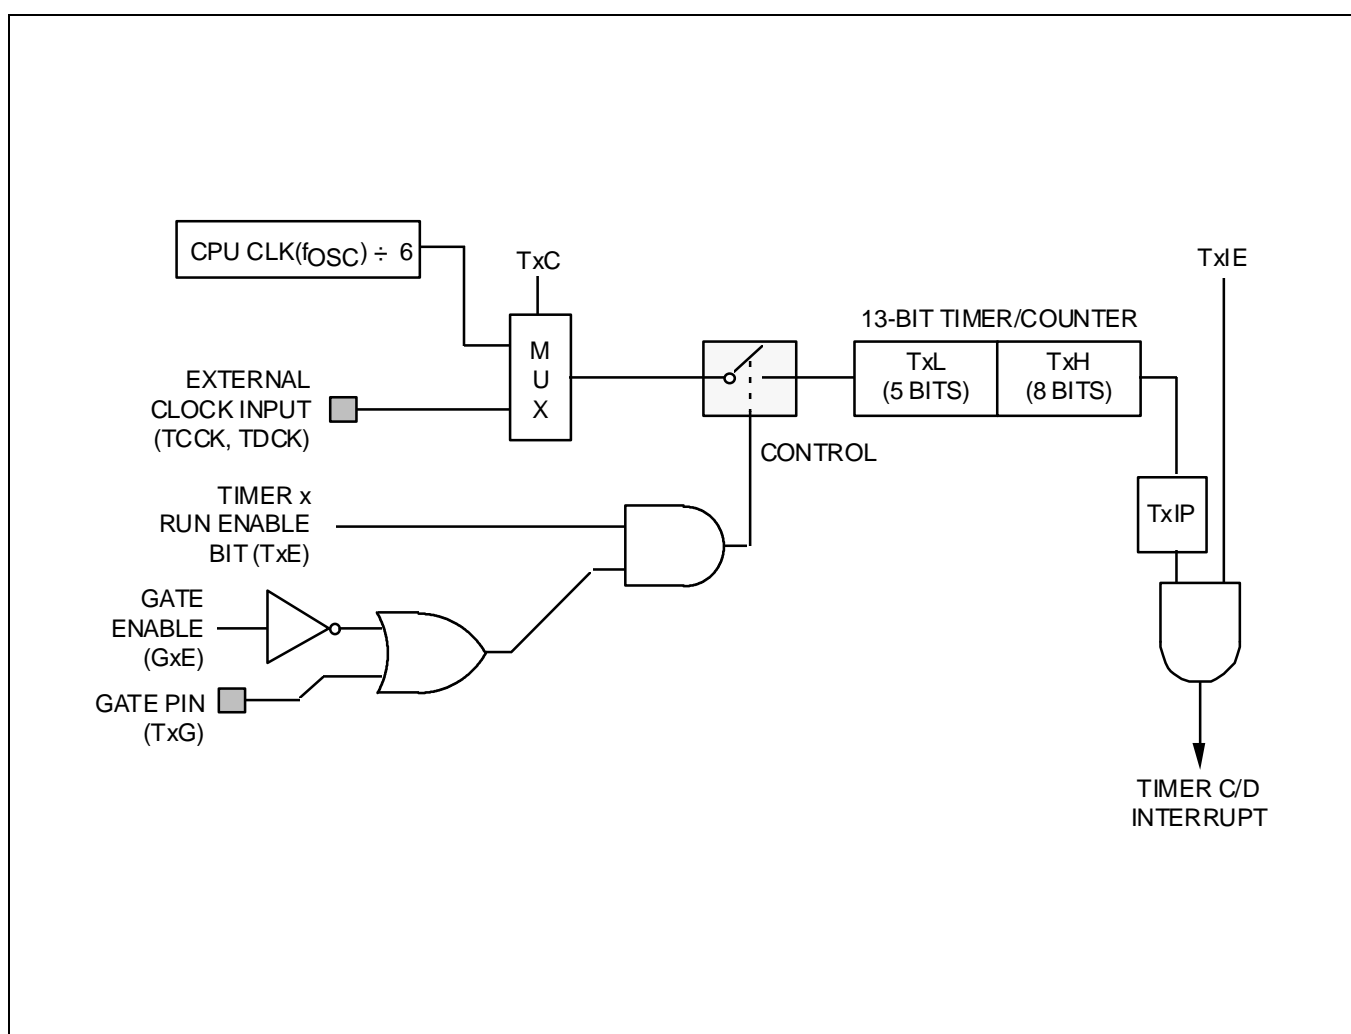 CPU CLK(fOSC) ÷ 6
TxC
TxIE
13-BIT TIMER/COUNTER
M
U
X
TxL
(5 BITS)
TxH
(8 BITS)
EXTERNAL
CLOCK INPUT
(TCCK, TDCK)
CONTROL
TIMER x
RUN ENABLE
BIT (TxE)
TxIP
GATE
ENABLE
(GxE)
GATE PIN
(TxG)
TIMER C/D
INTERRUPT